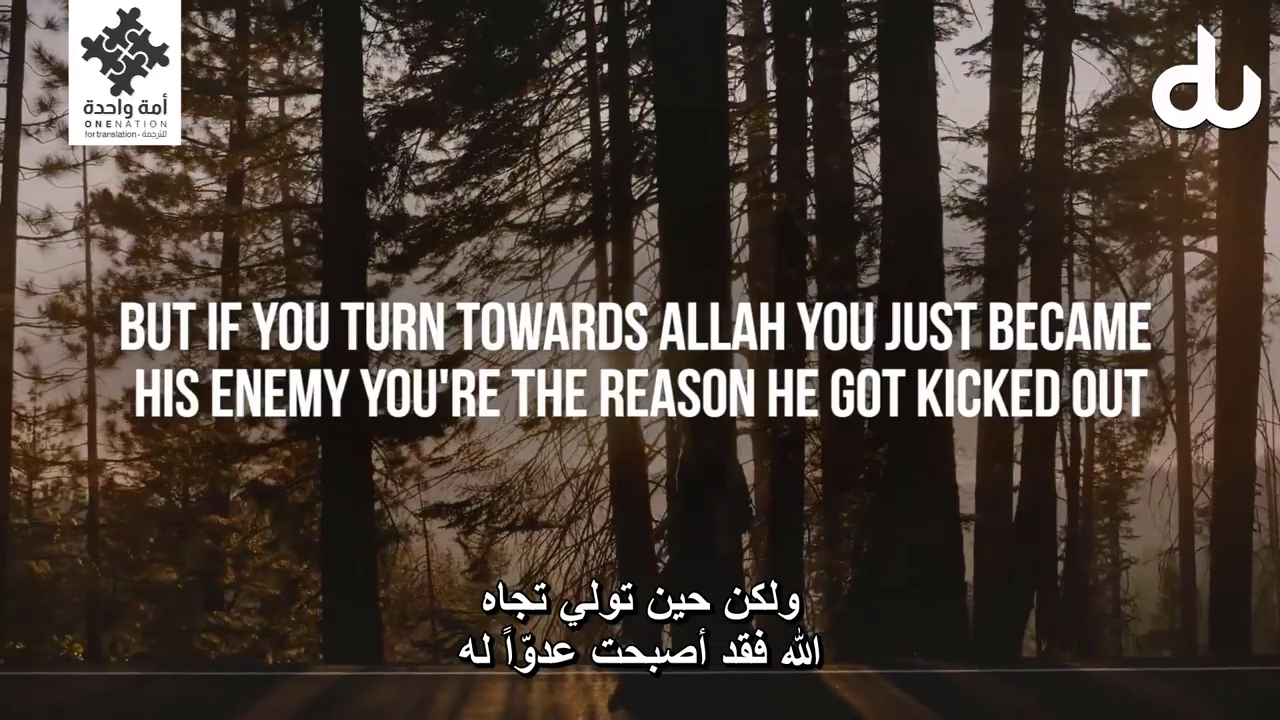 أمة واحدة
ONENATION
for translation - للترجمة
du
BUT IF YOU TURN TOWARDS ALLAH YOU JUST BECAME
HIS ENEMY YOU'RE THE REASON HE GOT KICKED OUT
ولكن حين تولي تجاه
الله فقد أصبحت عدوّاً له